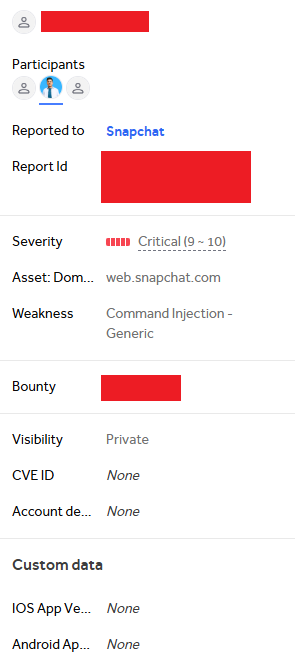 Participants
Reported to Snapchat
Report Id
Severity Critical (9 ~ 10)
Asset: Dom... web.snapchat.com
Weakness Command Injection -
Generic
Bounty
Visibility Private
CVE ID None
Account de... None
Custom data
IOS App Ve... None
Android Ap... None